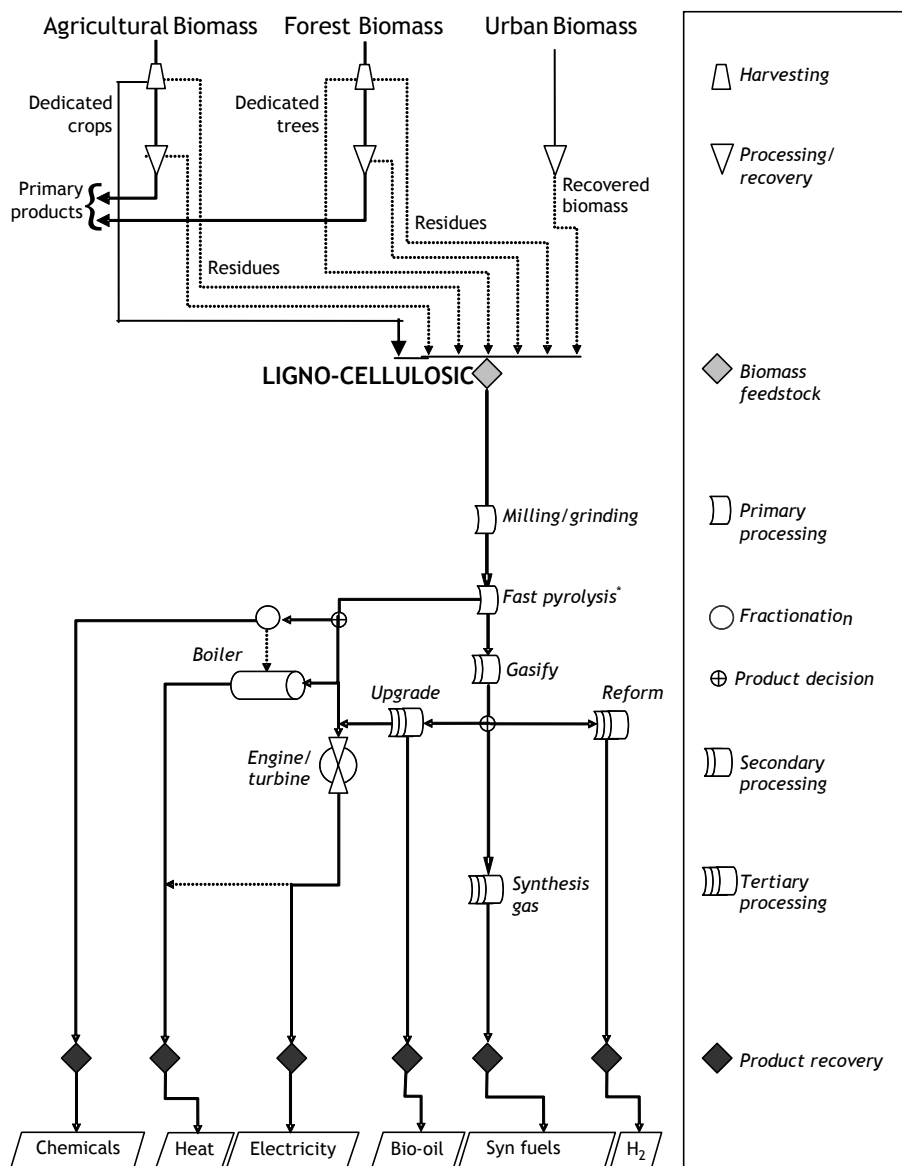 Agricultural Biomass
Forest Biomass
Urban Biomass
Dedicated
crops
Dedicated
trees
Primary
products
Recovered
biomass
Residues
Residues
LIGNO-CELLULOSIC
Milling/grinding
Fast pyrolysis*
Boiler
Gasify
Upgrade
Reform
Engine/
turbine
Synthesis
gas
Chemicals
Heat
Electricity
Bio-oil
Syn fuels
H2
Harvesting
Processing/
recovery
Biomass
feedstock
Primary
processing
Fractionation
Product decision
Secondary
processing
Tertiary
processing
Product recovery